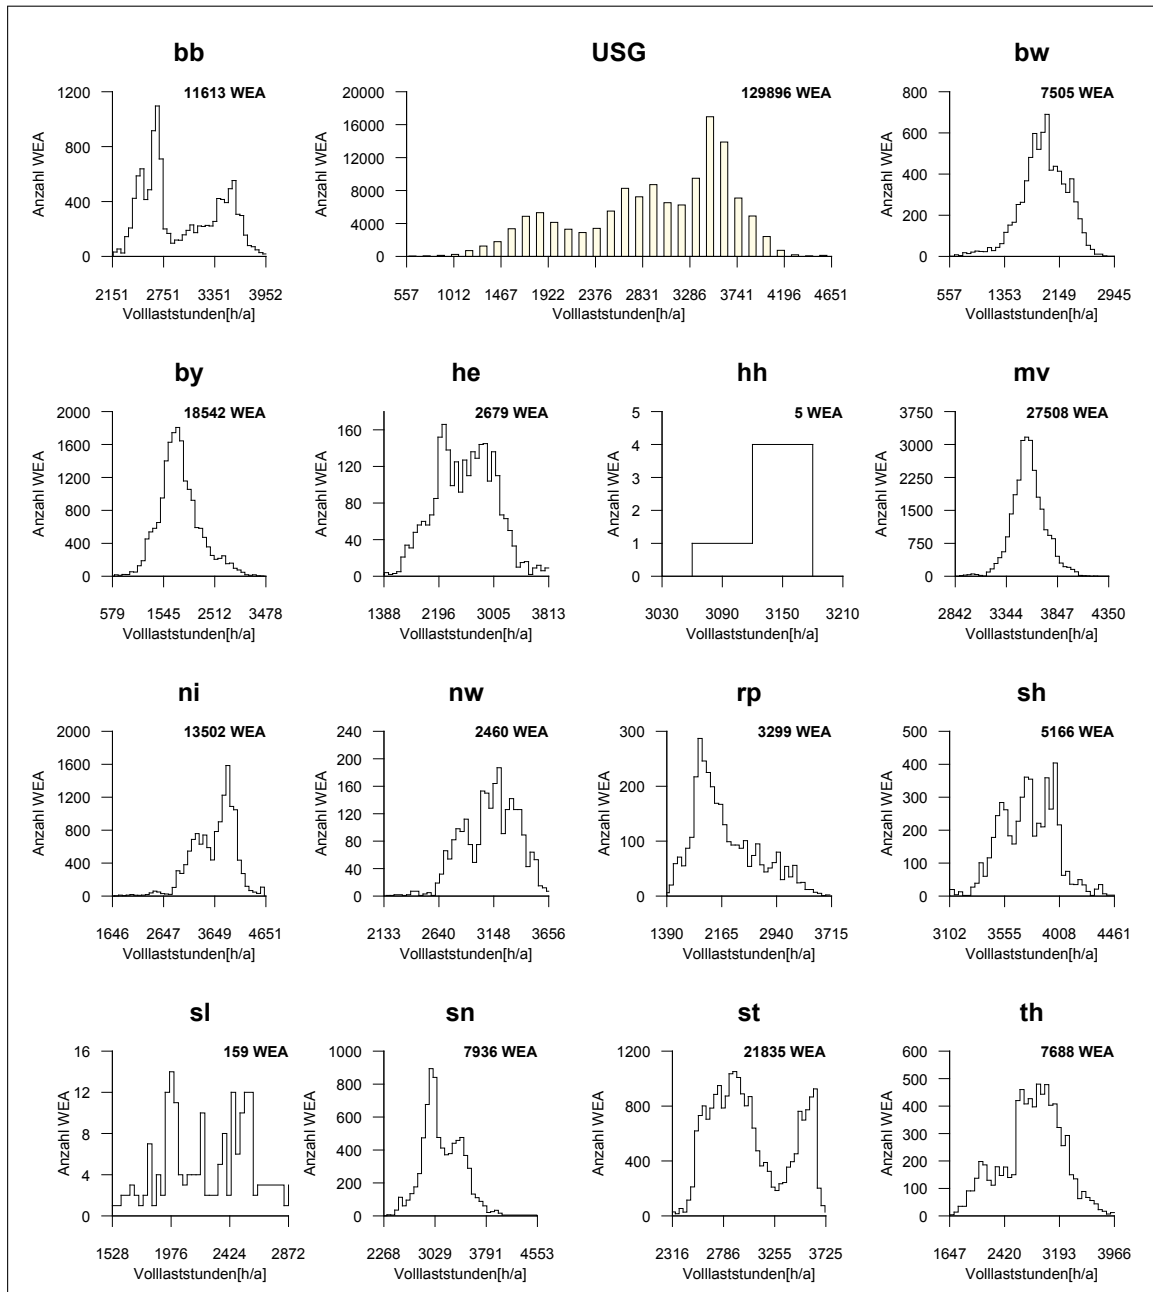 bb
11613 WEA
Anzahl WEA
1200
800
400
0
2151 2751 3351 3952
Volllaststunden[h/a]
USG
129896 WEA
Anzahl WEA
20000
16000
12000
8000
4000
0
557 1012 1467 1922 2376 2831 3286 3741 4196 4651
Volllaststunden[h/a]
bw
7505 WEA
Anzahl WEA
800
600
400
200
0
557 1353 2149 2945
Volllaststunden[h/a]
by
18542 WEA
Anzahl WEA
2000
1600
1200
800
400
0
579 1545 2512 3478
Volllaststunden[h/a]
he
2679 WEA
Anzahl WEA
160
120
80
40
0
1388 2196 3005 3813
Volllaststunden[h/a]
hh
5 WEA
Anzahl WEA
5
4
3
2
1
0
3030 3090 3150 3210
Volllaststunden[h/a]
mv
27508 WEA
Anzahl WEA
3750
3000
2250
1500
750
0
2842 3344 3847 4350
Volllaststunden[h/a]
ni
13502 WEA
Anzahl WEA
2000
1600
1200
800
400
0
1646 2647 3649 4651
Volllaststunden[h/a]
nw
2460 WEA
Anzahl WEA
240
200
160
120
80
40
0
2133 2640 3148 3656
Volllaststunden[h/a]
rp
3299 WEA
Anzahl WEA
300
200
100
0
1390 2165 2940 3715
Volllaststunden[h/a]
sh
5166 WEA
Anzahl WEA
500
400
300
200
100
0
3102 3555 4008 4461
Volllaststunden[h/a]
sl
159 WEA
Anzahl WEA
16
12
8
4
0
1528 1976 2424 2872
Volllaststunden[h/a]
sn
7936 WEA
Anzahl WEA
1000
800
600
400
200
0
2268 3029 3791 4553
Volllaststunden[h/a]
st
21835 WEA
Anzahl WEA
1200
800
400
0
2316 2786 3255 3725
Volllaststunden[h/a]
th
7688 WEA
Anzahl WEA
600
500
400
300
200
100
0
1647 2420 3193 3966
Volllaststunden[h/a]